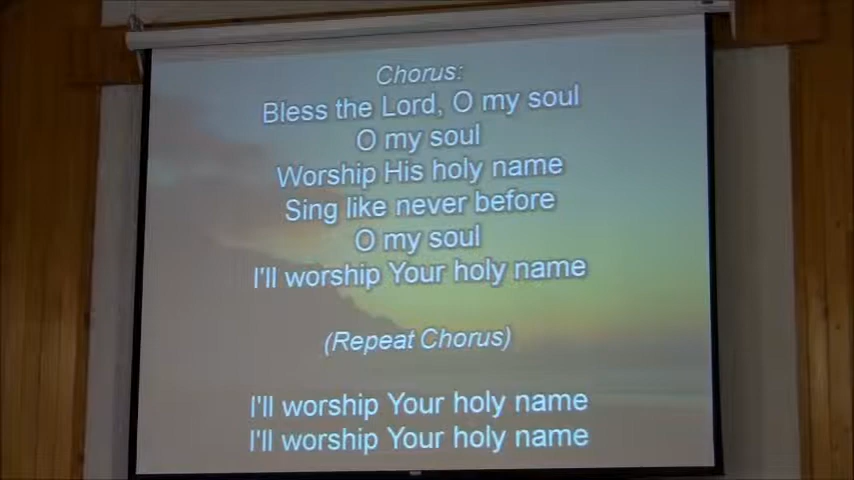 Chorus:
Bless the Lord, O my soul
O my soul
Worship His holy name
Sing like never before
O my soul
I'll worship Your holy name
(Repeat Chorus)
I'll worship Your holy name
I'll worship Your holy name